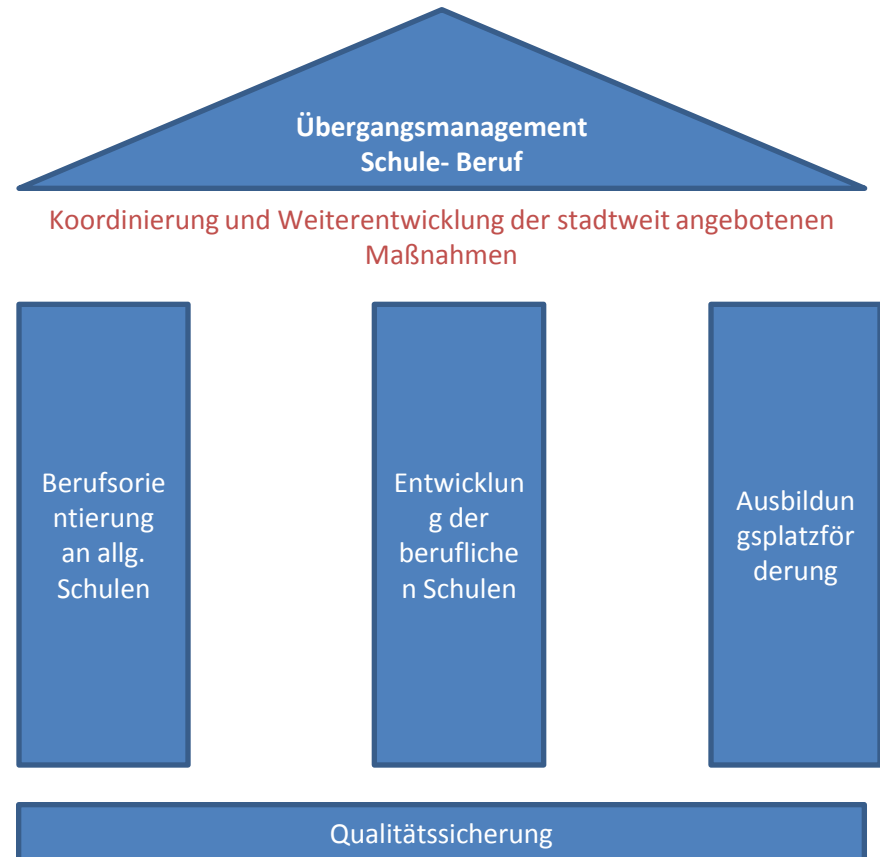 Übergangsmanagement
Schule- Beruf
Koordinierung und Weiterentwicklung der stadtweit angebotenen
Maßnahmen
Berufsorie
ntierung
an allg.
Schulen
Entwicklun
g der
berufliche
n Schulen
Ausbildun
gsplatzför
derung
Qualitätssicherung